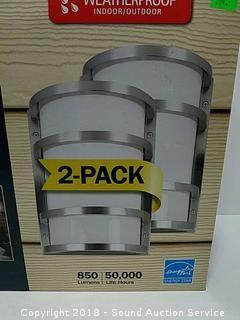 WEATHERPROOF
INDOOR/OUTDOOR
2-PACK
850 50,000
Lumens Life Hours
ENERGY STAR
Copyright 2018 - Sound Auction Service